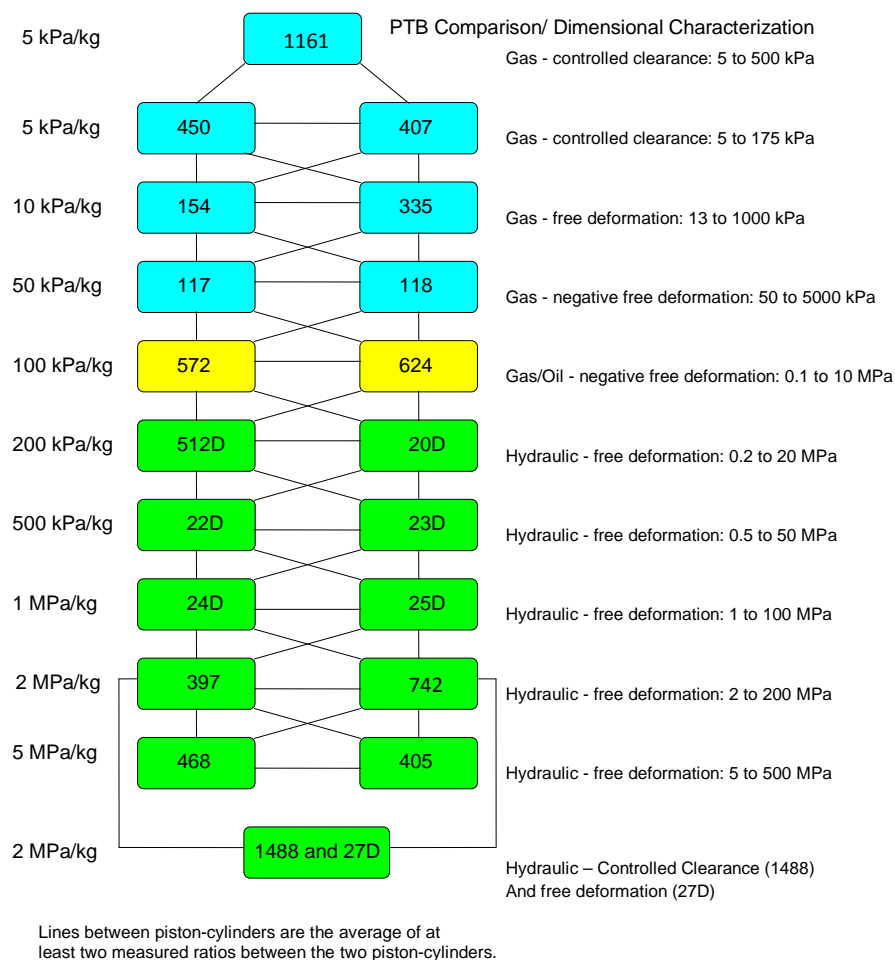 PTB Comparison/ Dimensional Characterization
5 kPa/kg
1161
Gas - controlled clearance: 5 to 500 kPa
5 kPa/kg
450
407
Gas - controlled clearance: 5 to 175 kPa
10 kPa/kg
154
335
Gas - free deformation: 13 to 1000 kPa
50 kPa/kg
117
118
Gas - negative free deformation: 50 to 5000 kPa
100 kPa/kg
572
624
Gas/Oil - negative free deformation: 0.1 to 10 MPa
200 kPa/kg
512D
20D
Hydraulic - free deformation: 0.2 to 20 MPa
500 kPa/kg
22D
23D
Hydraulic - free deformation: 0.5 to 50 MPa
1 MPa/kg
24D
25D
Hydraulic - free deformation: 1 to 100 MPa
2 MPa/kg
397
742
Hydraulic - free deformation: 2 to 200 MPa
5 MPa/kg
468
405
Hydraulic - free deformation: 5 to 500 MPa
2 MPa/kg
1488 and 27D
Hydraulic – Controlled Clearance (1488)
And free deformation (27D)
Lines between piston-cylinders are the average of at
least two measured ratios between the two piston-cylinders.